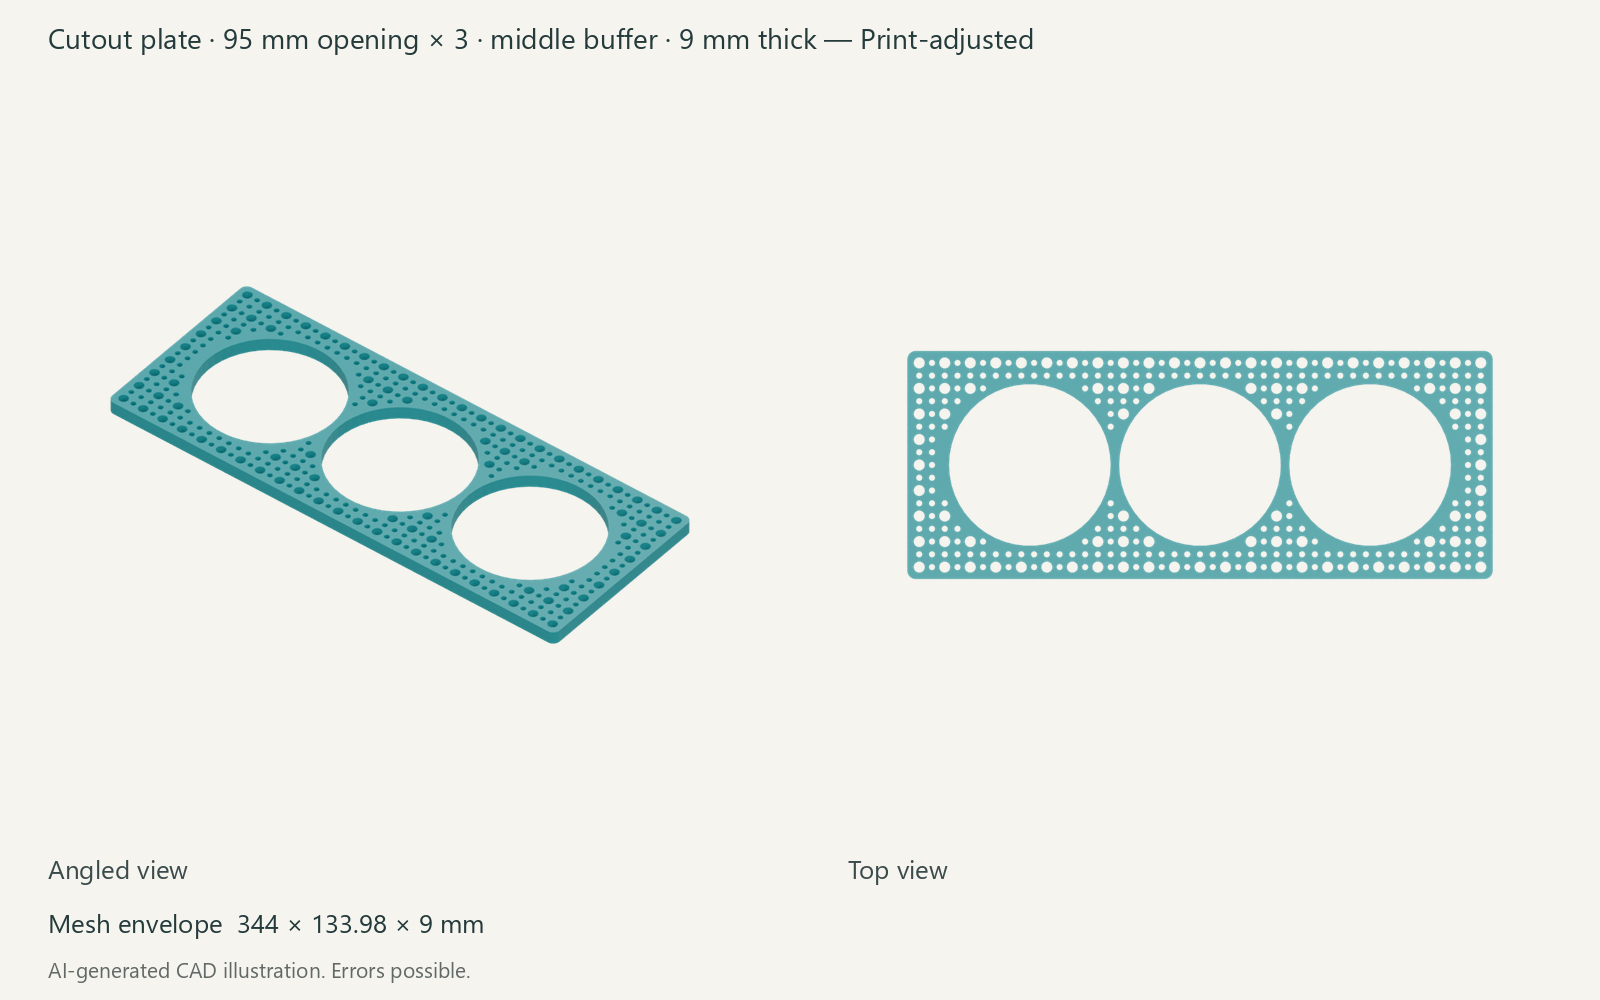 Cutout plate · 95 mm opening × 3 · middle buffer · 9 mm thick — Print-adjusted
Angled view
Top view
Mesh envelope 344 × 133.98 × 9 mm
AI-generated CAD illustration. Errors possible.